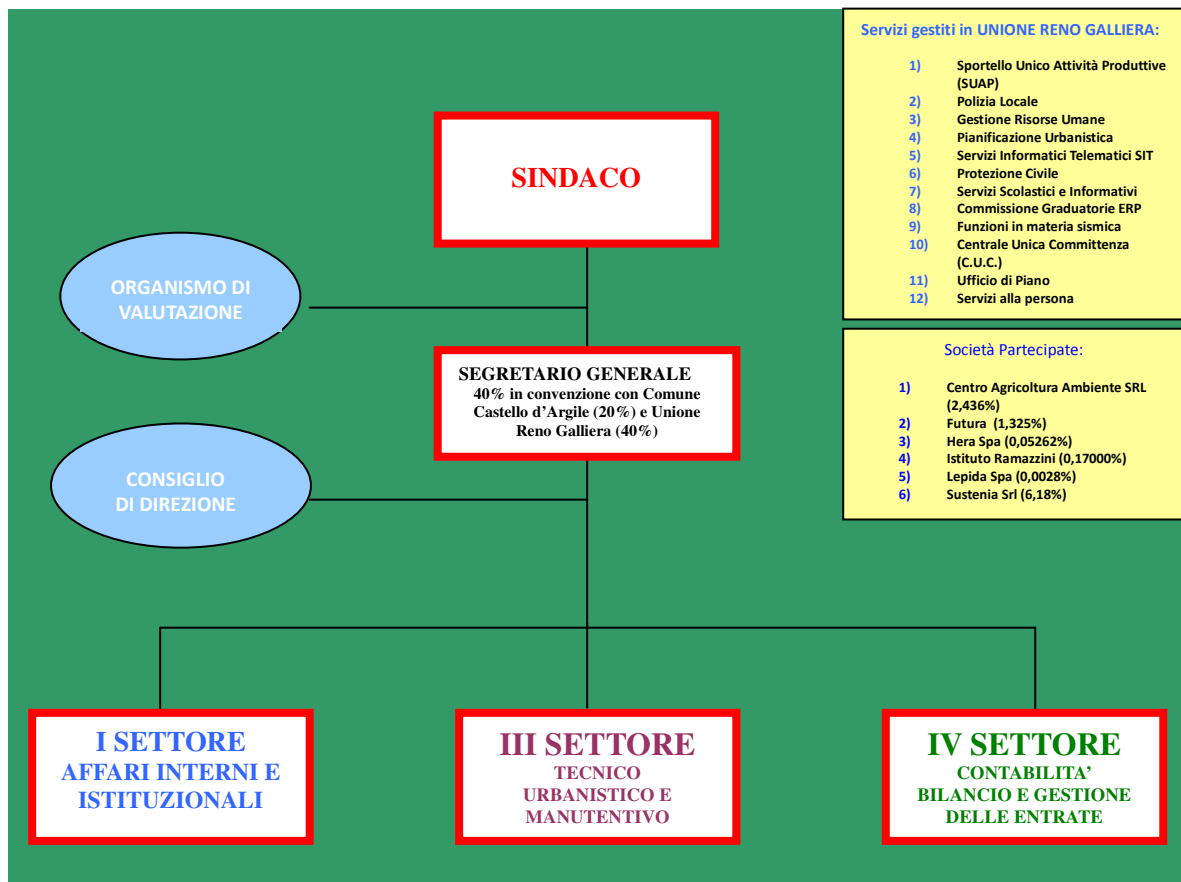 Servizi gestiti in UNIONE RENO GALLIERA:
1) Sportello Unico Attività Produttive
(SUAP)
2) Polizia Locale
3) Gestione Risorse Umane
4) Pianificazione Urbanistica
5) Servizi Informatici Telematici SIT
6) Protezione Civile
7) Servizi Scolastici e Informativi
8) Commissione Graduatorie ERP
9) Funzioni in materia sismica
10) Centrale Unica Committenza
(C.U.C.)
11) Ufficio di Piano
12) Servizi alla persona
SINDACO
ORGANISMO DI
VALUTAZIONE
Società Partecipate:
1) Centro Agricoltura Ambiente SRL
(2,436%)
2) Futura (1,325%)
3) Hera Spa (0,05262%)
4) Istituto Ramazzini (0,17000%)
5) Lepida Spa (0,0028%)
6) Sustenia Srl (6,18%)
SEGRETARIO GENERALE
40% in convenzione con Comune
Castello d'Argile (20%) e Unione
Reno Galliera (40%)
CONSIGLIO
DI DIREZIONE
I SETTORE
AFFARI INTERNI E
ISTITUZIONALI
III SETTORE
TECNICO
URBANISTICO E
MANUTENTIVO
IV SETTORE
CONTABILITA'
BILANCIO E GESTIONE
DELLE ENTRATE